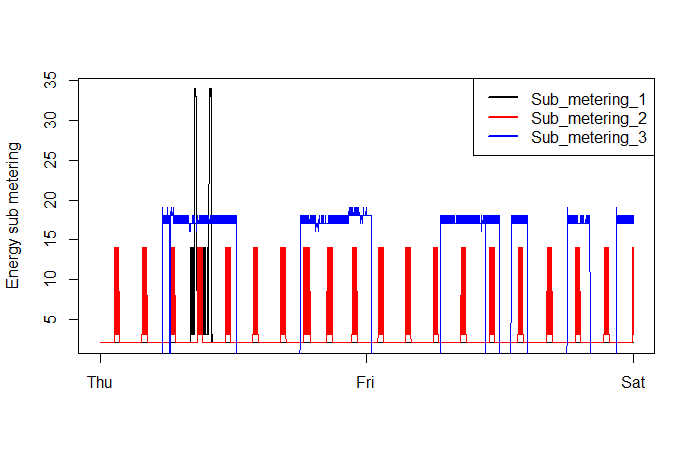 35
30
25
20
15
10
5
Energy sub metering
Sub_metering_1
Sub_metering_2
Sub_metering_3
Thu
Fri
Sat